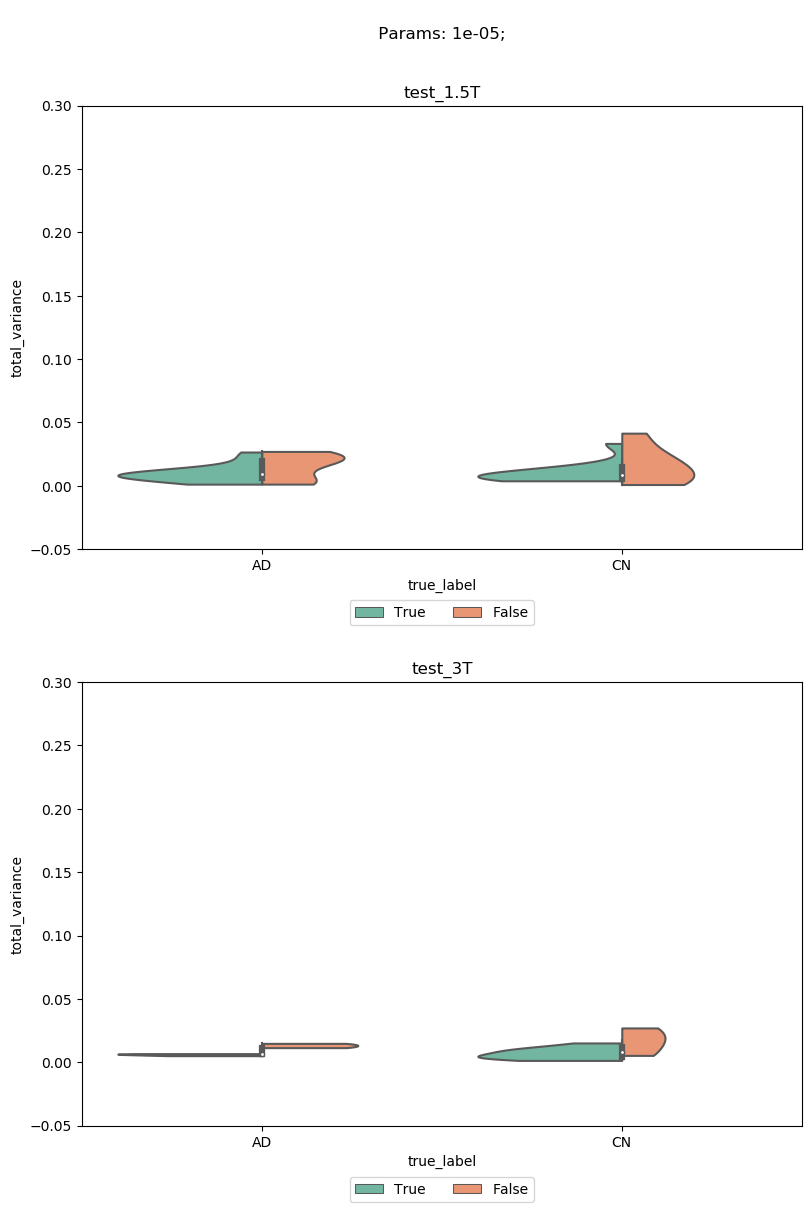 Params: 1e-05;
test_1.5T
0.30
0.25
0.20
0.15
0.10
0.05
0.00
−0.05
total_variance
AD CN
true_label
True False
test_3T
0.30
0.25
0.20
0.15
0.10
0.05
0.00
−0.05
total_variance
AD CN
true_label
True False